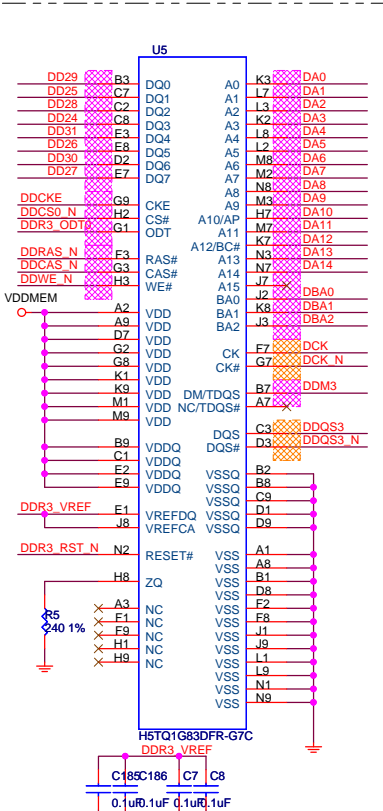 U5
DD29 B3 DQ0 A0 K3 DA0
DD25 C7 DQ1 A1 L7 DA1
DD28 C2 DQ2 A2 L3 DA2
DD24 C8 DQ3 A3 K2 DA3
DD31 E3 DQ4 A4 L8 DA4
DD26 E8 DQ5 A5 L2 DA5
DD30 D2 DQ6 A6 M8 DA6
DD27 E7 DQ7 A7 M2 DA7
A8 N8 DA8
DDCKE G9 CKE A9 M3 DA9
DDCS0_N H2 CS# A10/AP H7 DA10
DDR3_ODT0 G1 ODT A11 M7 DA11
A12/BC# K7 DA12
DDRAS_N F3 RAS# A13 N3 DA13
DDCAS_N G3 CAS# A14 N7 DA14
DDWE_N H3 WE# A15 J7
VDDMEM BA0 J2 DBA0
A2 VDD BA1 K8 DBA1
A9 VDD BA2 J3 DBA2
D7 VDD
G2 VDD CK F7 DCK
G8 VDD CK# G7 DCK_N
K1 VDD
K9 VDD DM/TDQS B7 DDM3
M1 VDD NC/TDQS# A7
M9 VDD
DQS C3 DDQS3
B9 VDDQ DQS# D3 DDQS3_N
C1 VDDQ
E2 VDDQ VSSQ B2
E9 VDDQ VSSQ B8
VSSQ C9
DDR3_VREF E1 VREFDQ VSSQ D1
J8 VREFCA VSSQ D9
DDR3_RST_N N2 RESET# VSS A1
VSS A8
H8 ZQ VSS B1
VSS D8
A3 NC VSS F2
R5 F1 NC VSS F8
240 1% F9 NC VSS J1
H1 NC VSS J9
H9 NC VSS L1
VSS L9
VSS N1
VSS N9
H5TQ1G83DFR-G7C
DDR3_VREF
C185 C186 C7 C8
0.1uF 0.1uF 0.1uF 0.1uF